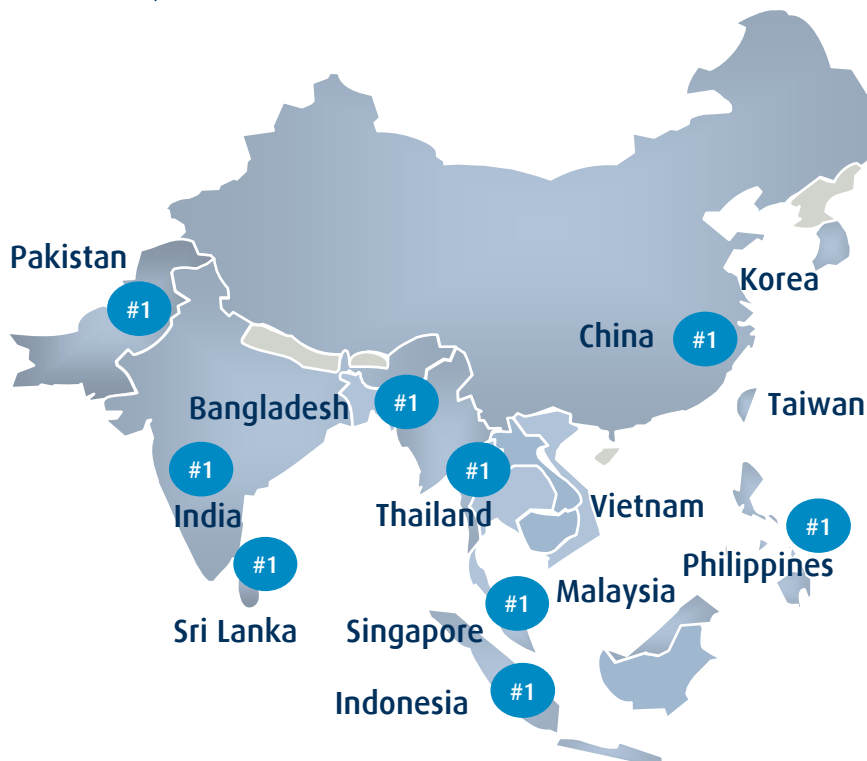 Pakistan
#1
Korea
China
#1
Bangladesh
#1
Taiwan
#1
India
#1
Thailand
Vietnam
#1
Philippines
#1
Sri Lanka
#1
Malaysia
Singapore
#1
Indonesia